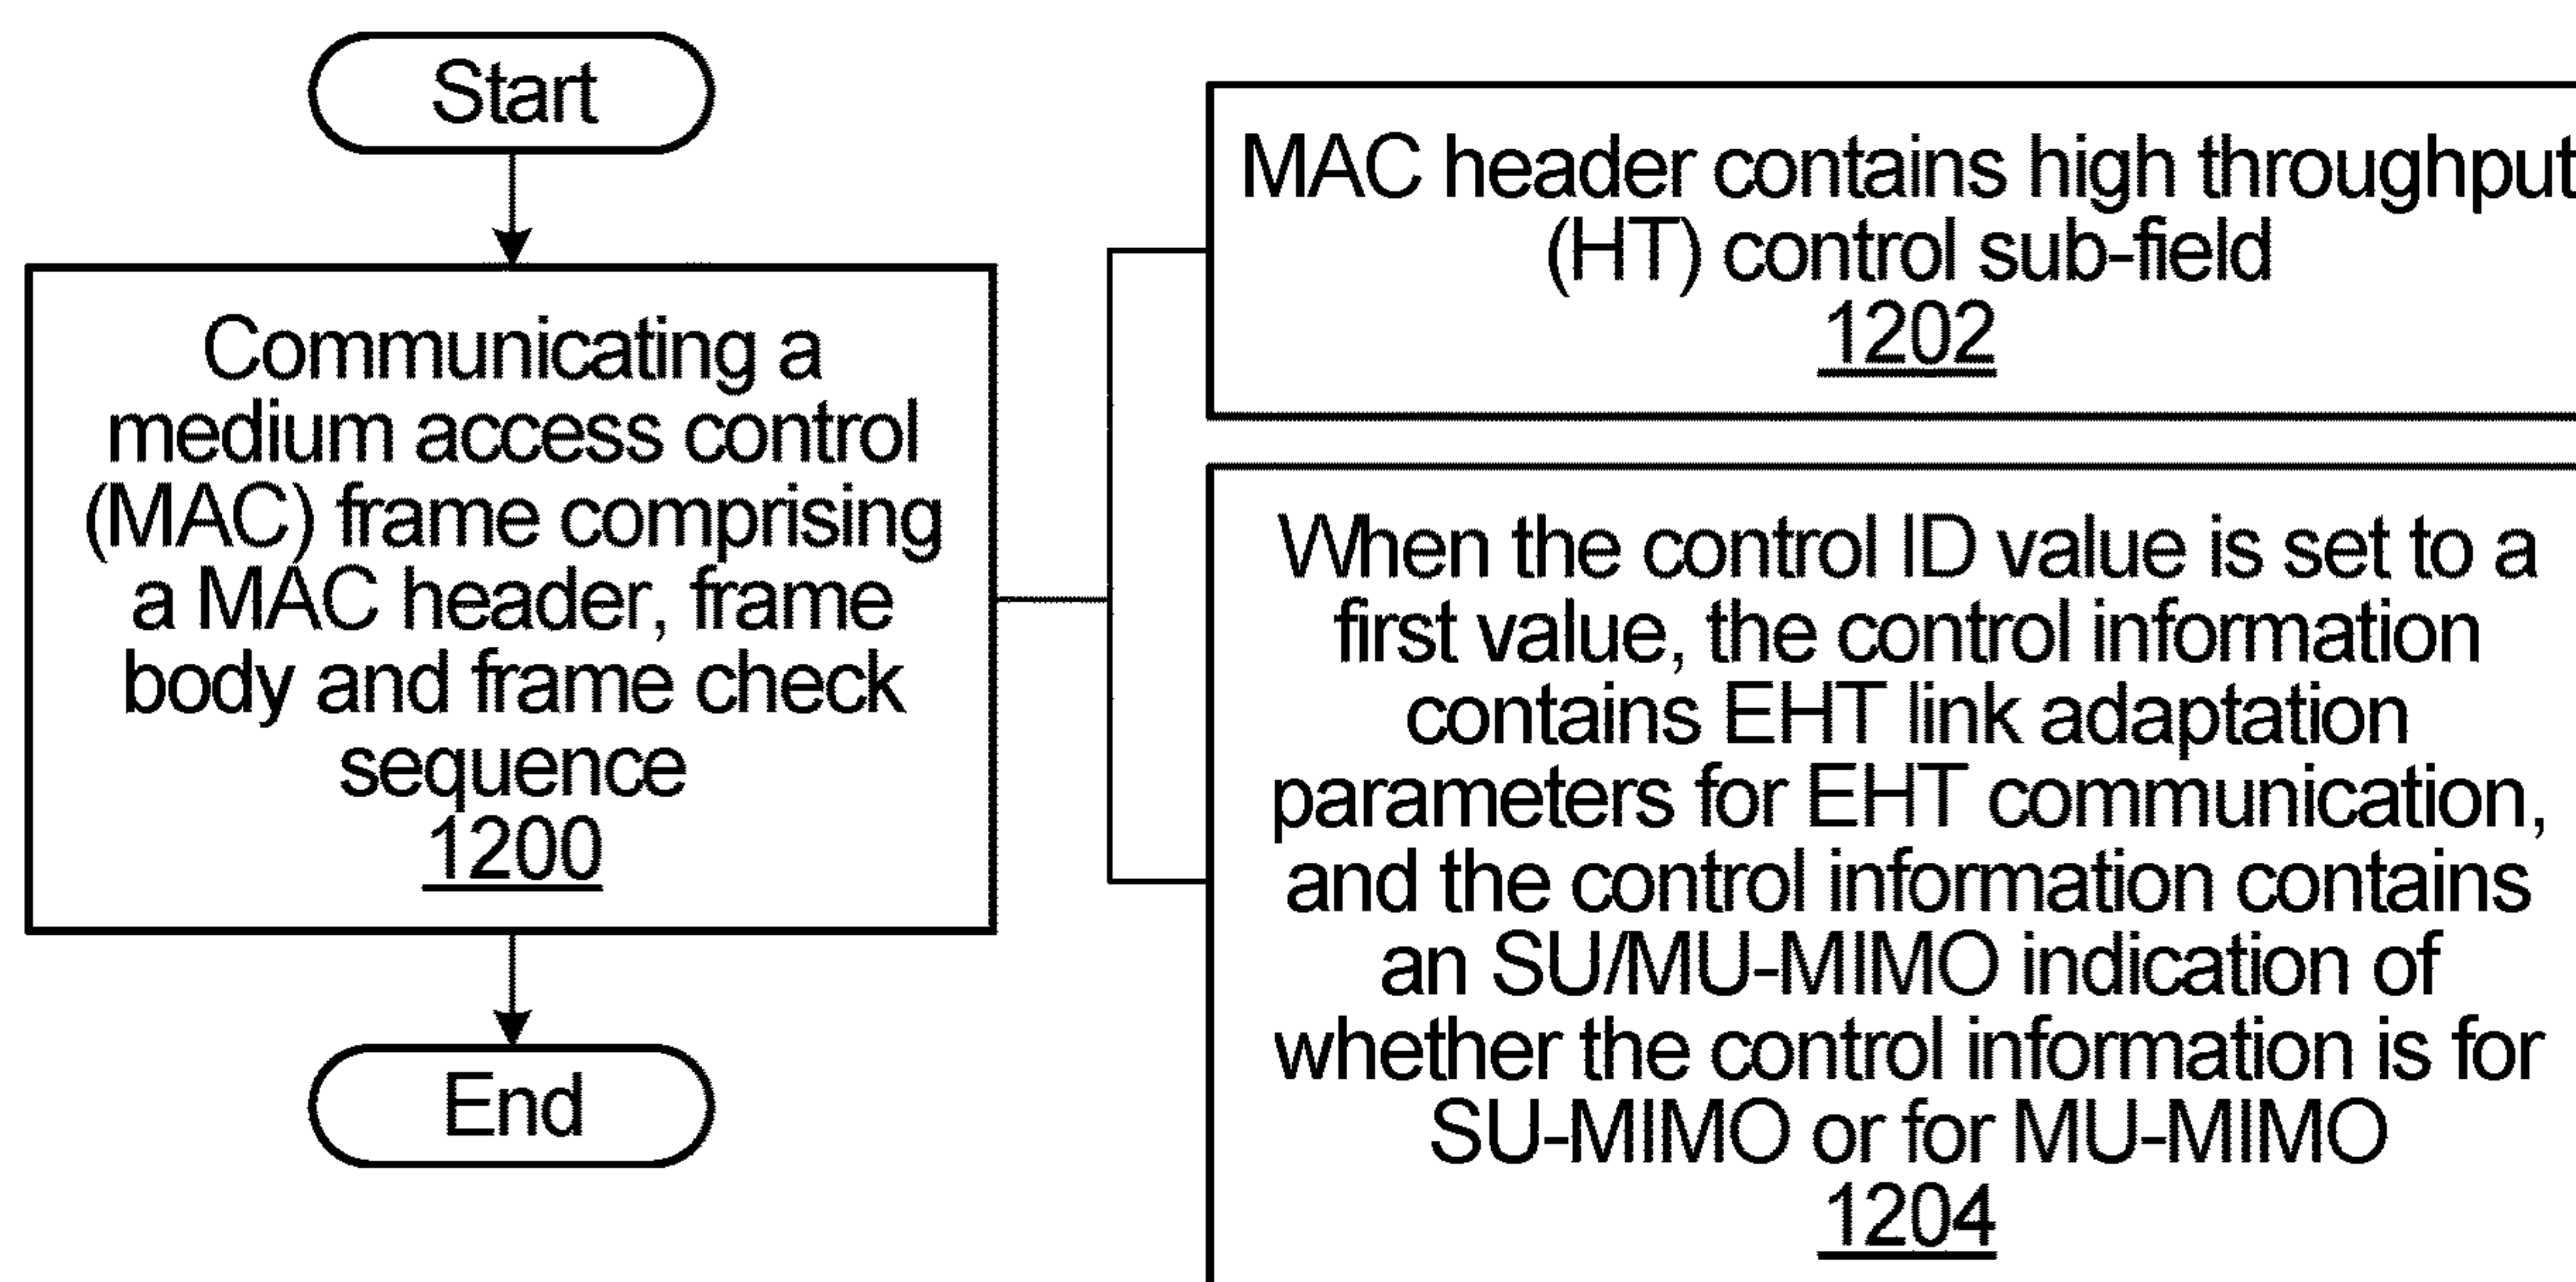 Start
Communicating a
medium access control
(MAC) frame comprising
a MAC header, frame
body and frame check
sequence
1200
End
MAC header contains high throughput
(HT) control sub-field
1202
When the control ID value is set to a
first value, the control information
contains EHT link adaptation
parameters for EHT communication,
and the control information contains
an SU/MU-MIMO indication of
whether the control information is for
SU-MIMO or for MU-MIMO
1204